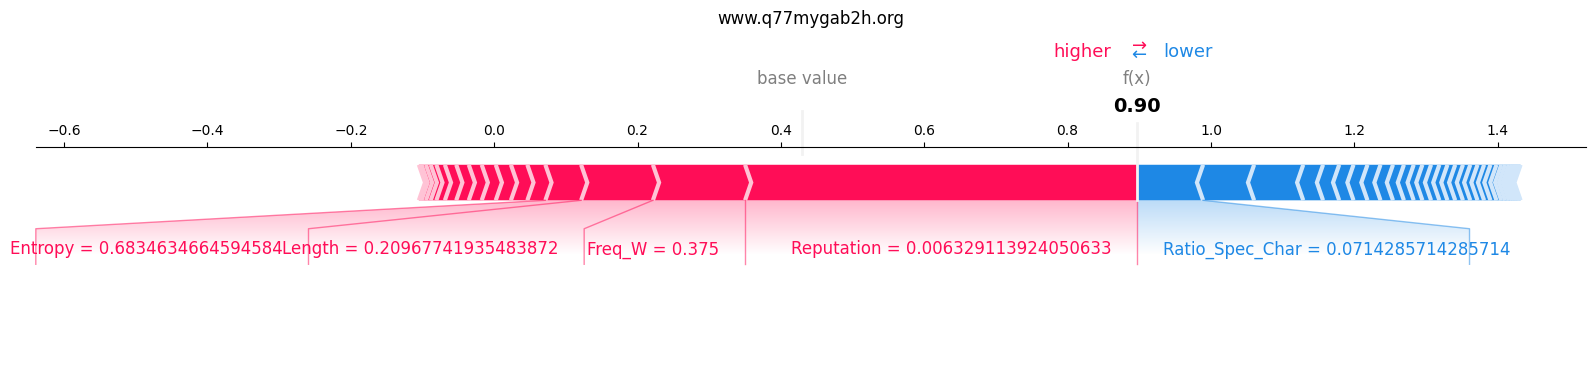 www.q77mygab2h.org
higher ⇄ lower
base value f(x)
0.90
−0.6 −0.4 −0.2 0.0 0.2 0.4 0.6 0.8 1.0 1.2 1.4
Entropy = 0.6834634664594584 Length = 0.20967741935483872 Freq_W = 0.375 Reputation = 0.006329113924050633 Ratio_Spec_Char = 0.0714285714285714